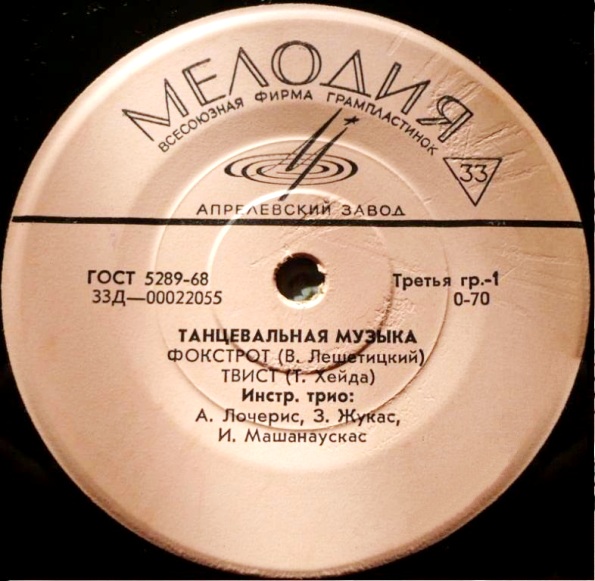 МЕЛОДИЯ
ВСЕСОЮЗНАЯ ФИРМА ГРАМПЛАСТИНОК
33
АПРЕЛЕВСКИЙ ЗАВОД
ГОСТ 5289-68 Третья гр.-1
33Д—00022055 0-70
ТАНЦЕВАЛЬНАЯ МУЗЫКА
ФОКСТРОТ (В. Лешетицкий)
ТВИСТ (Т. Хейда)
Инстр. трио:
А. Лочерис, З. Жукас,
И. Машанаускас